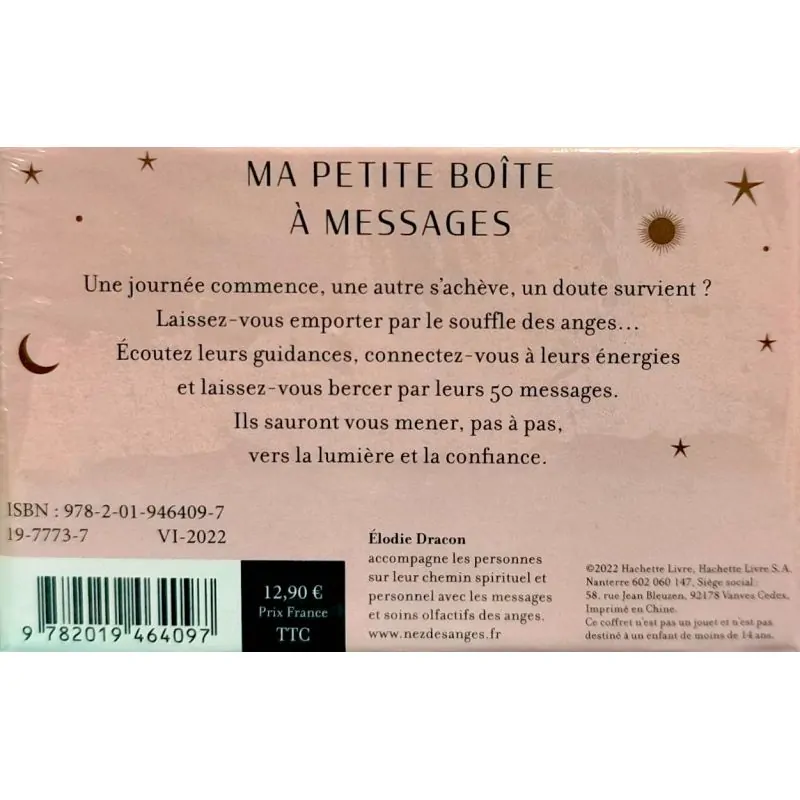 MA PETITE BOÎTE
À MESSAGES
Une journée commence, une autre s'achève, un doute survient ?
Laissez-vous emporter par le souffle des anges...
Écoutez leurs guidances, connectez-vous à leurs énergies
et laissez-vous bercer par leurs 50 messages.
Ils sauront vous mener, pas à pas,
vers la lumière et la confiance.
ISBN : 978-2-01-946409-7
19-7773-7 VI-2022
9 782019 464097
12,90 €
Prix France
TTC
Élodie Dracon
accompagne les personnes
sur leur chemin spirituel et
personnel avec les messages
et soins olfactifs des anges.
www.nezdesanges.fr
©2022 Hachette Livre, Hachette Livre S.A.
Nanterre 602 060 147. Siège social :
58, rue Jean Bleuzen, 92178 Vanves Cedex.
Imprimé en Chine.
Ce coffret n'est pas un jouet et n'est pas
destiné à un enfant de moins de 14 ans.